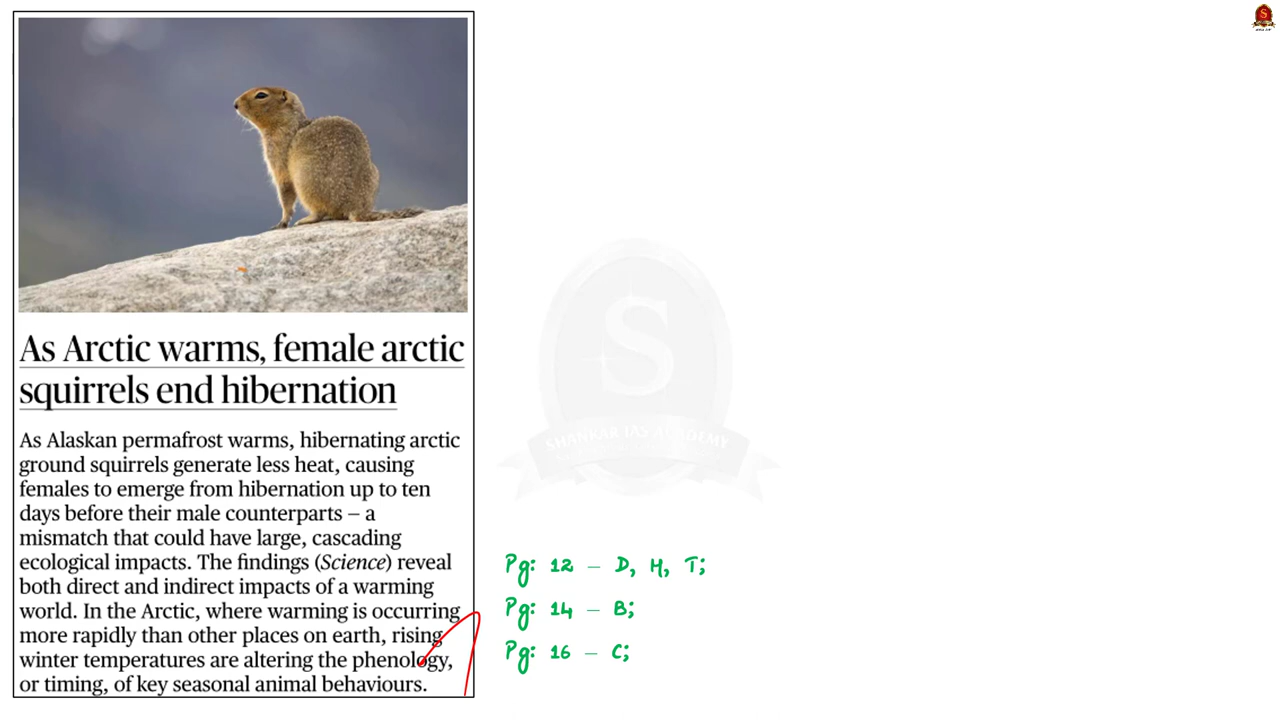 As Arctic warms, female arctic
squirrels end hibernation
As Alaskan permafrost warms, hibernating arctic
ground squirrels generate less heat, causing
females to emerge from hibernation up to ten
days before their male counterparts – a
mismatch that could have large, cascading
ecological impacts. The findings (Science) reveal
both direct and indirect impacts of a warming
world. In the Arctic, where warming is occurring
more rapidly than other places on earth, rising
winter temperatures are altering the phenology,
or timing, of key seasonal animal behaviours.
Pg: 12 – D, H, T;
Pg: 14 – B;
Pg: 16 – C;
S
SHANKAR IAS ACADEMY
S